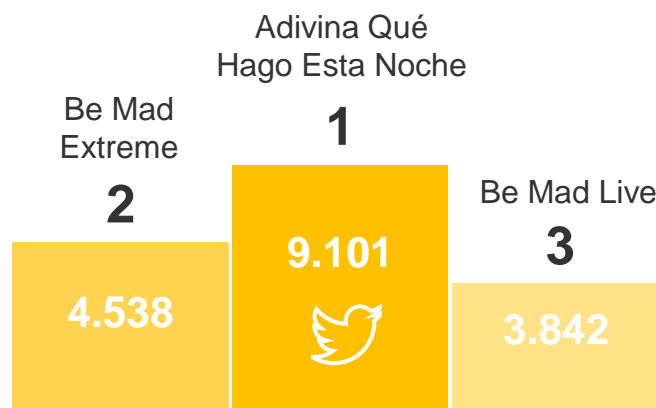 Adivina Qué
Hago Esta Noche
1
Be Mad
Extreme
2
Be Mad Live
3
9.101
4.538
3.842